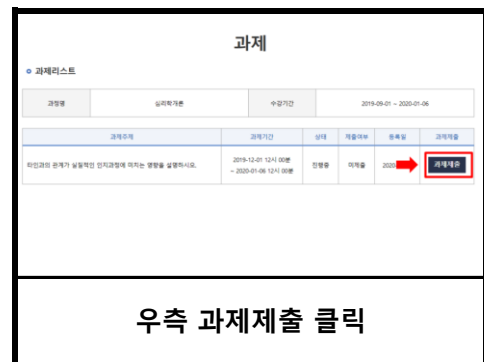 과제
과제리스트
과정명 심리학개론 수강기간 2019-09-01 ~ 2020-01-06
과제주제 과제기간 상태 제출여부 등록일 과제제출
타인과의 관계가 실질적인 인지과정에 미치는 영향을 설명하시오. 2019-12-01 12시 00분 진행중 미제출 2020 과제제출
~ 2020-01-06 12시 00분
우측 과제제출 클릭